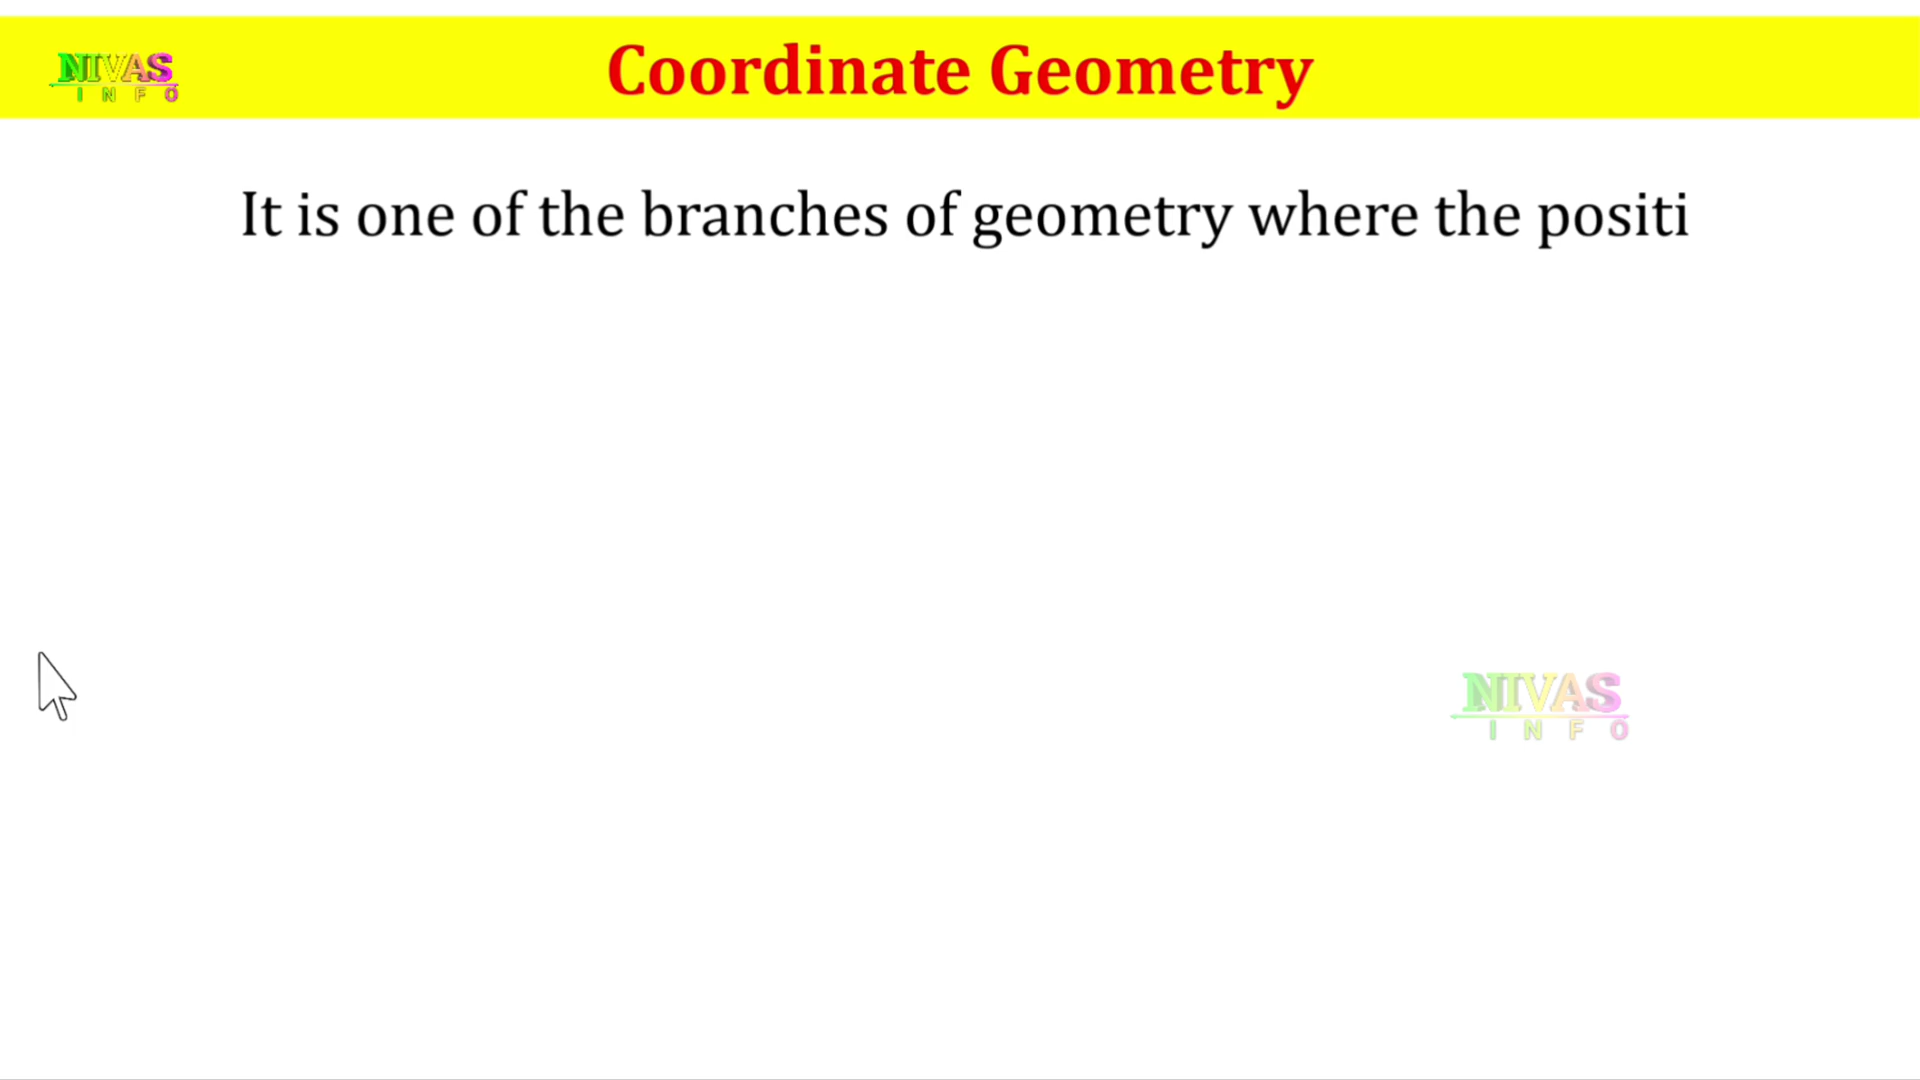 NIVAS
INFO
Coordinate Geometry
It is one of the branches of geometry where the positi
NIVAS
INFO